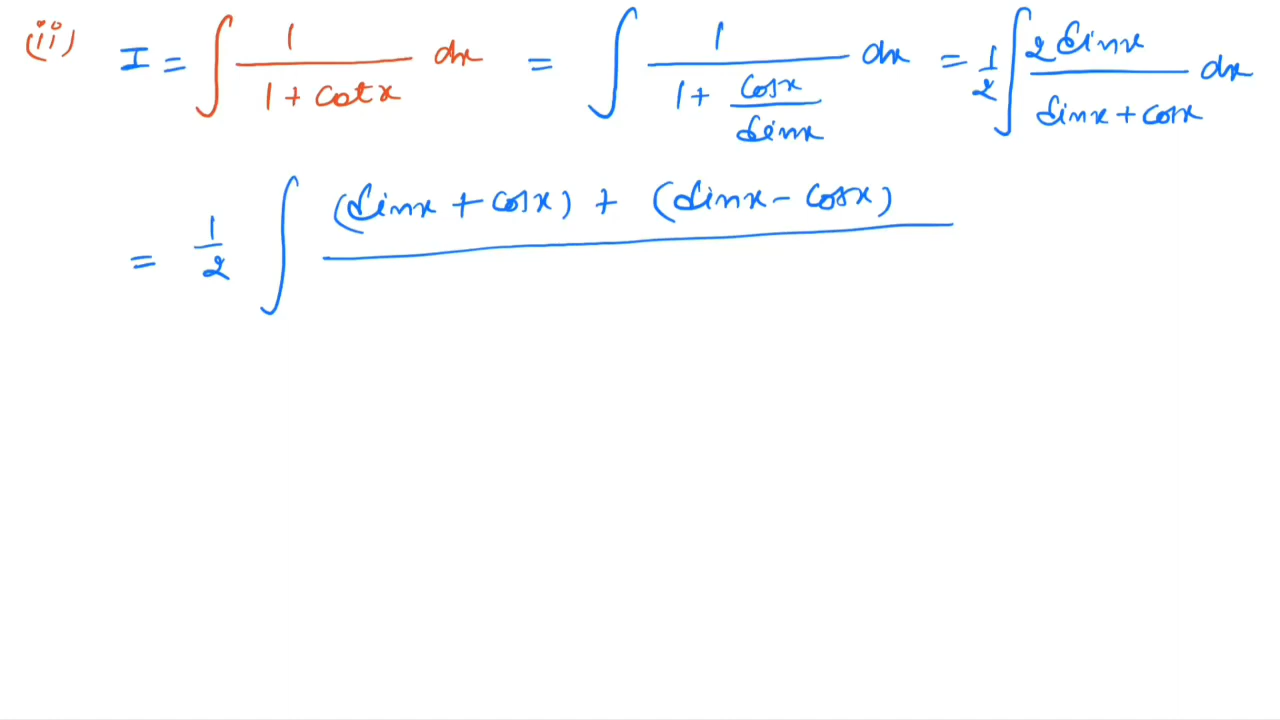 (ii) I = ∫ 1/(1 + cot x) dx = ∫ 1/(1 + cos x/sin x) dx = 1/2 ∫ 2 sin x/(sin x + cos x) dx
= 1/2 ∫ (sin x + cos x) + (sin x - cos x)